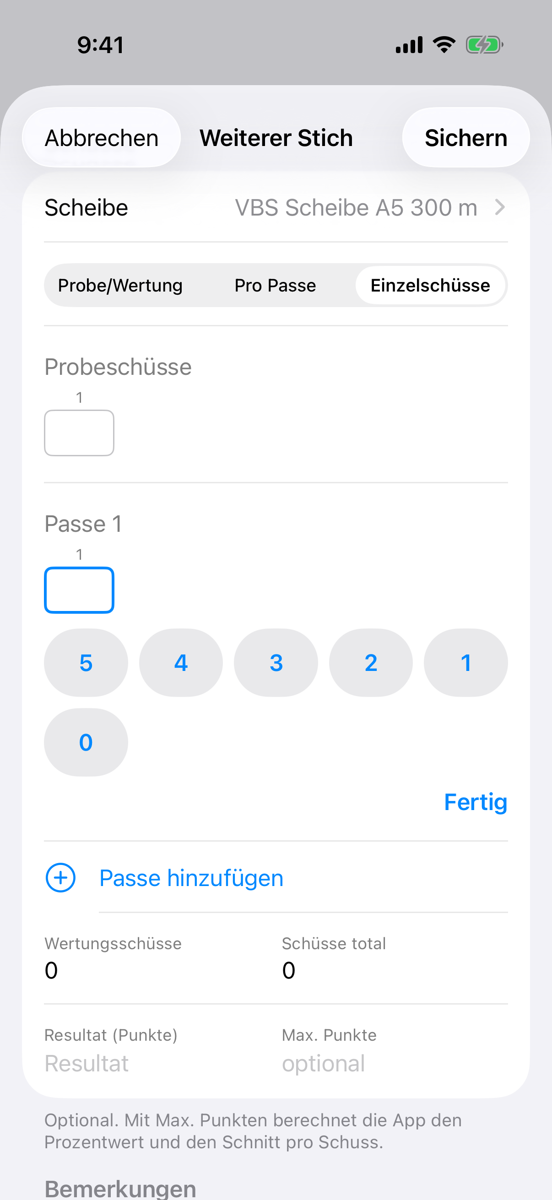 9:41
Abbrechen
Weiterer Stich
Sichern
Scheibe
VBS Scheibe A5 300 m
Probe/Wertung
Pro Passe
Einzelschüsse
Probeschüsse
1
Passe 1
1
5
4
3
2
1
0
Fertig
Passe hinzufügen
Wertungsschüsse
Schüsse total
0
0
Resultat (Punkte)
Max. Punkte
Resultat
optional
Optional. Mit Max. Punkten berechnet die App den
Prozentwert und den Schnitt pro Schuss.
Bemerkungen